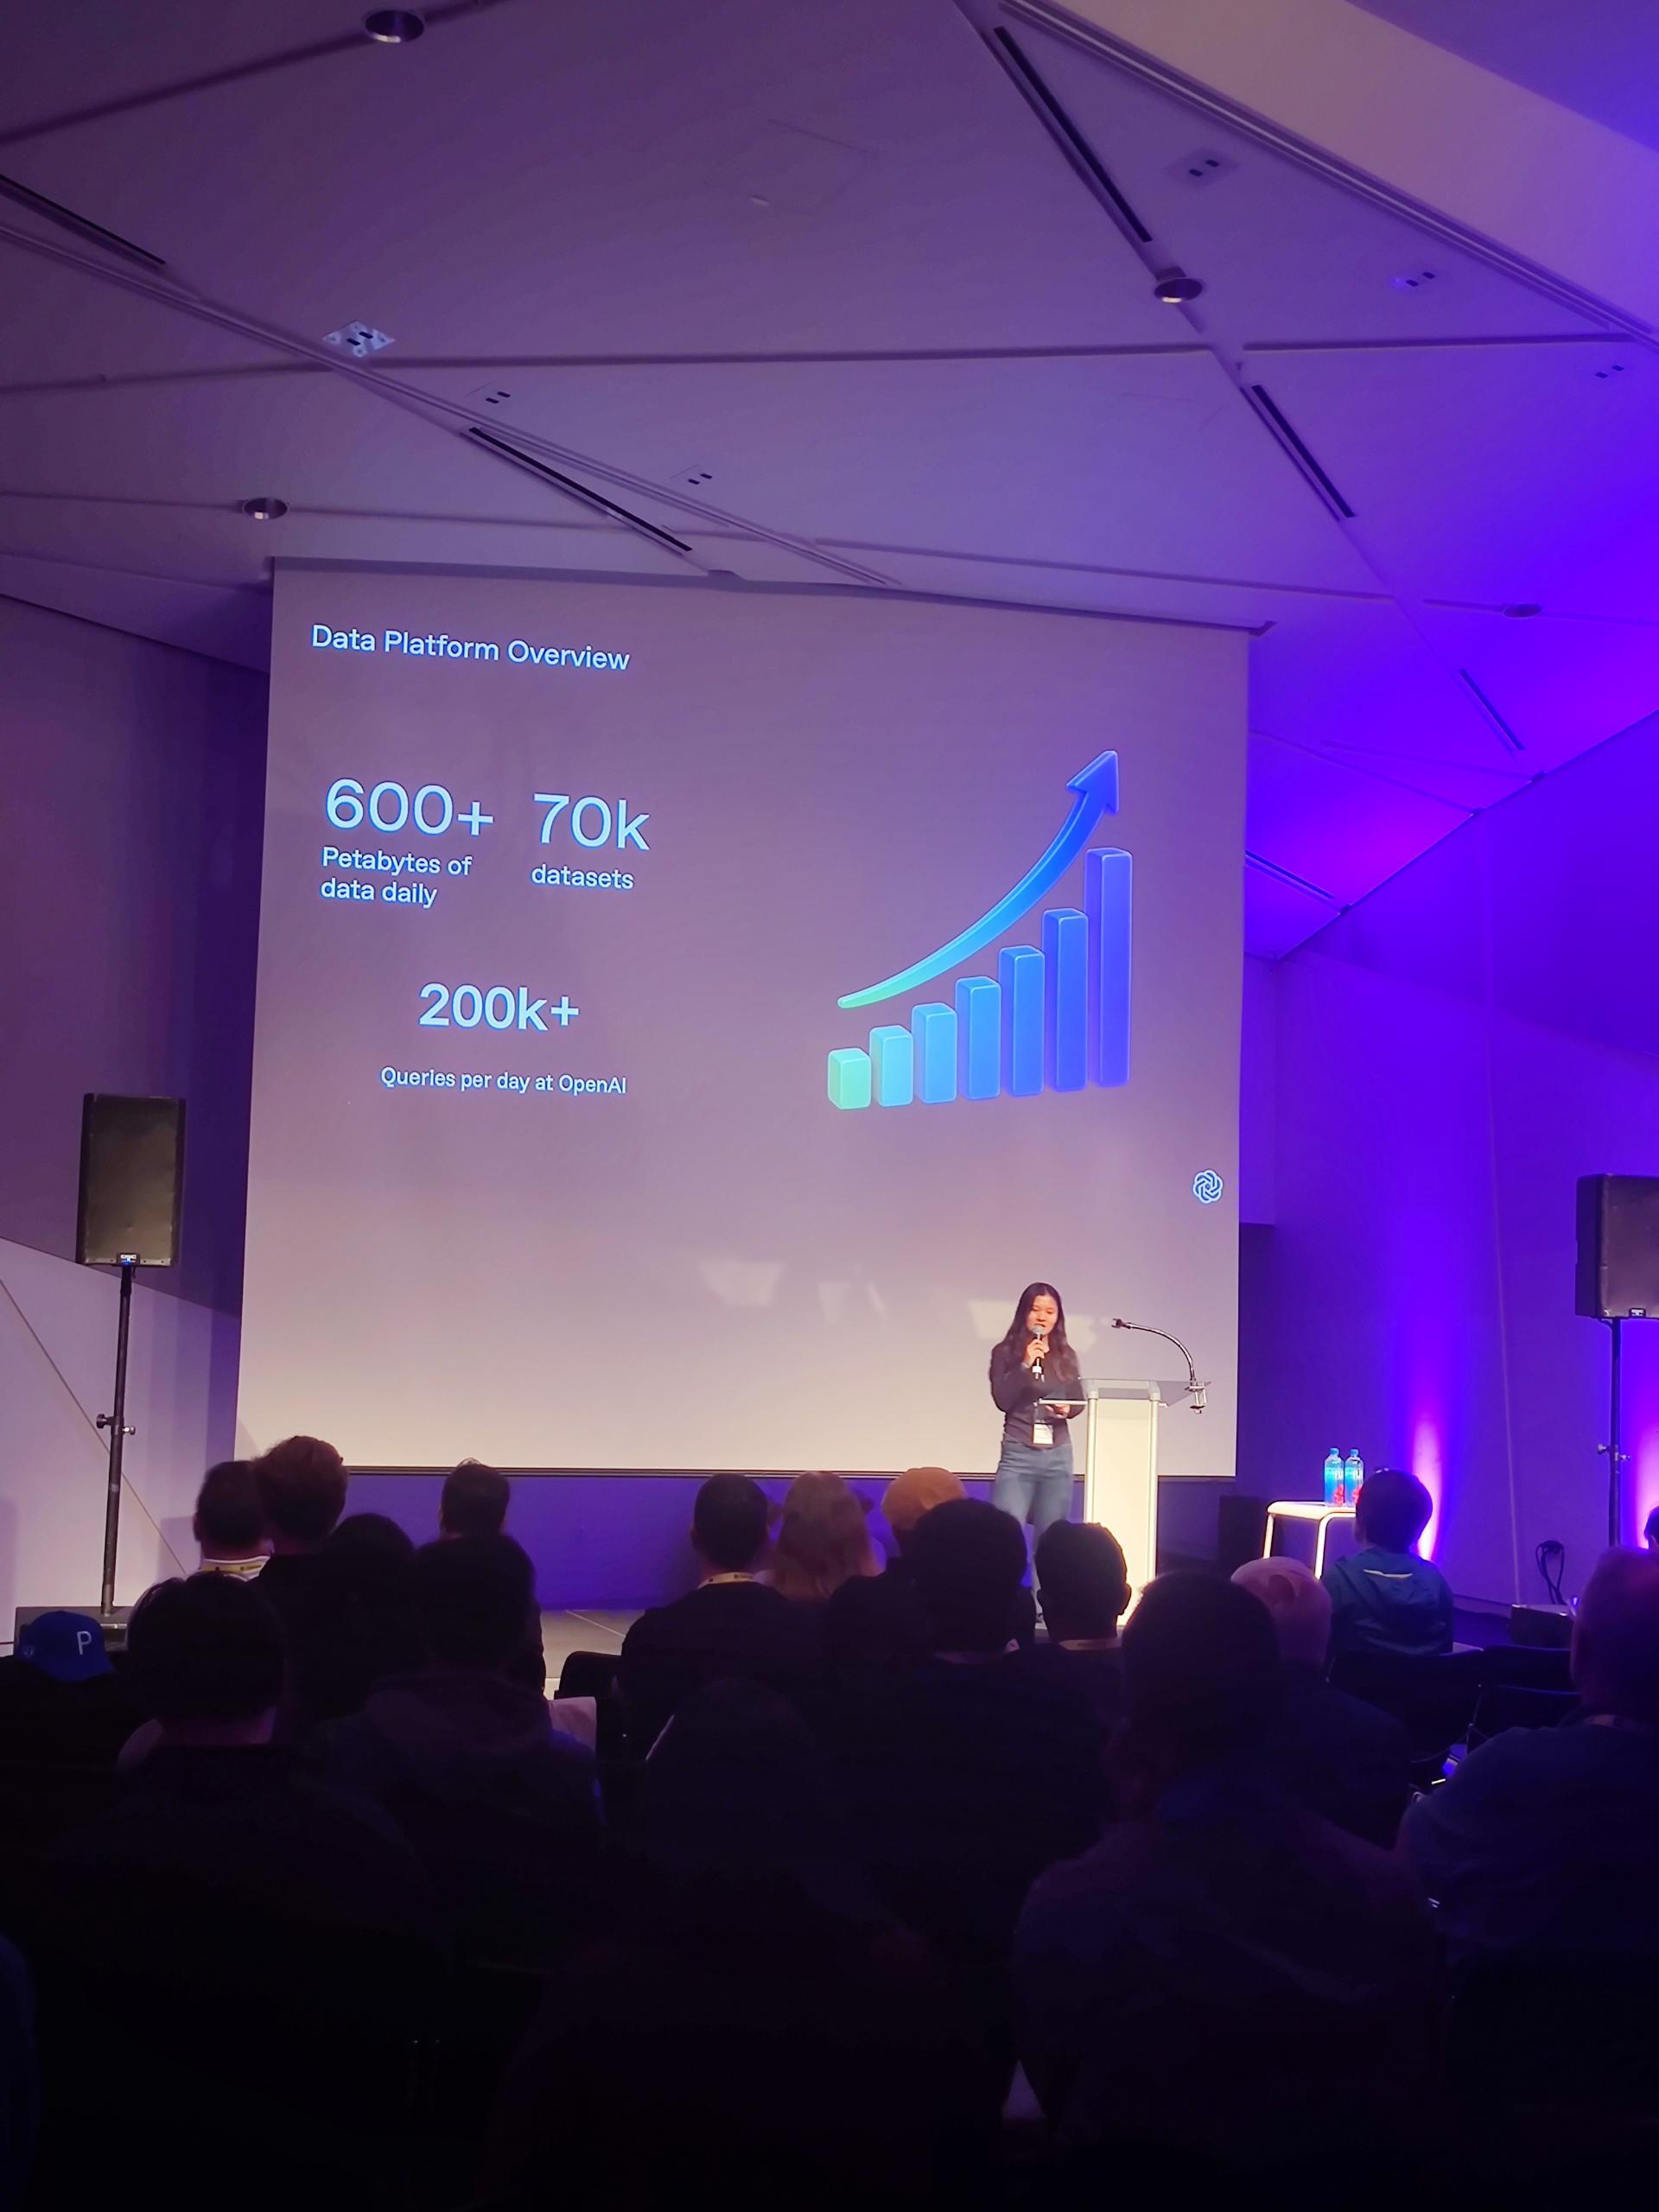 Data Platform Overview
600+
Petabytes of
data daily
70k
datasets
200k+
Queries per day at OpenAI
P